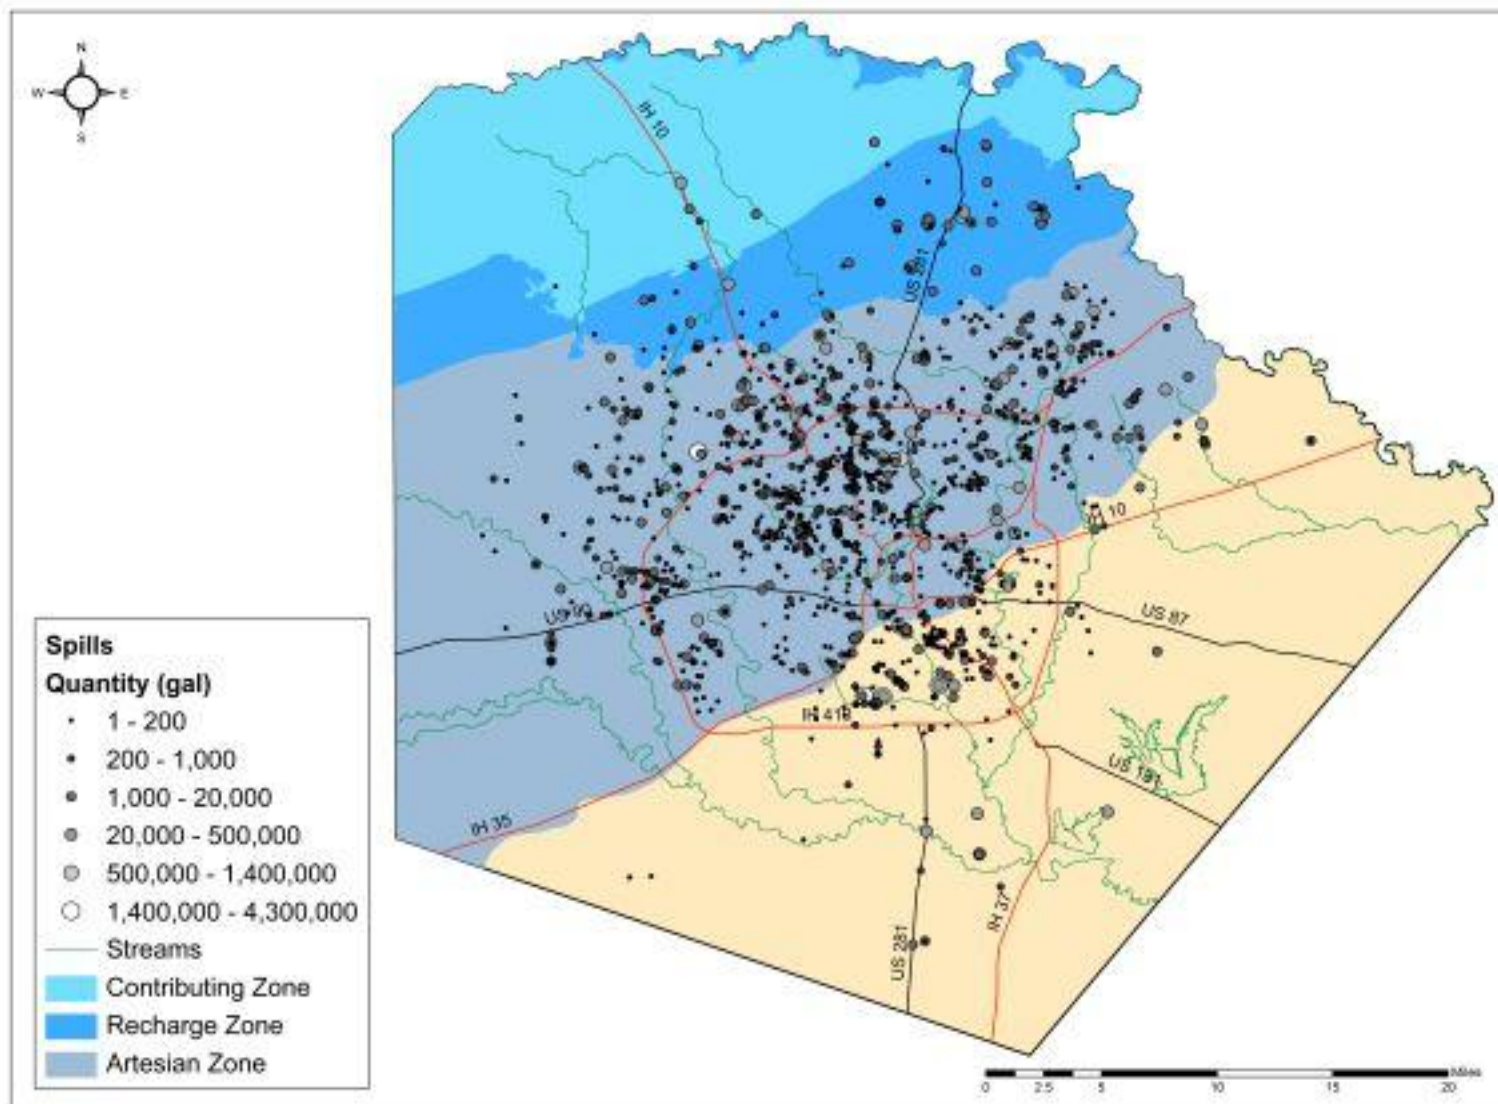 N
W E
S
IH 10
US 281
IH 10
US 90
US 87
IH 410
US 181
IH 35
IH 37
US 281
Spills
Quantity (gal)
1 - 200
200 - 1,000
1,000 - 20,000
20,000 - 500,000
500,000 - 1,400,000
1,400,000 - 4,300,000
Streams
Contributing Zone
Recharge Zone
Artesian Zone
Miles
0 2.5 5 10 15 20